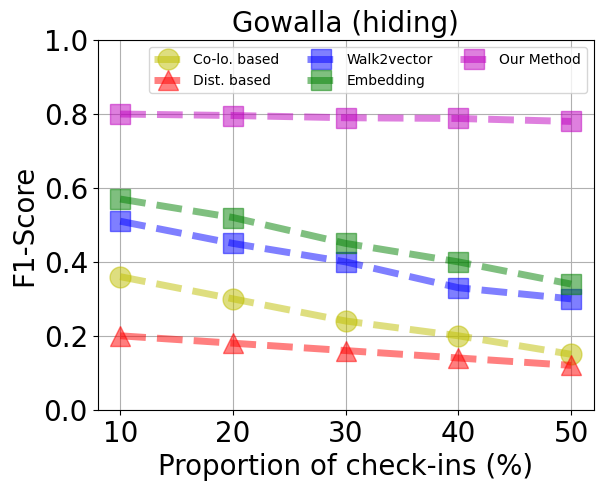 Gowalla (hiding)
Co-lo. based
Dist. based
Walk2vector
Embedding
Our Method
1.0
0.8
0.6
0.4
0.2
0.0
F1-Score
10 20 30 40 50
Proportion of check-ins (%)